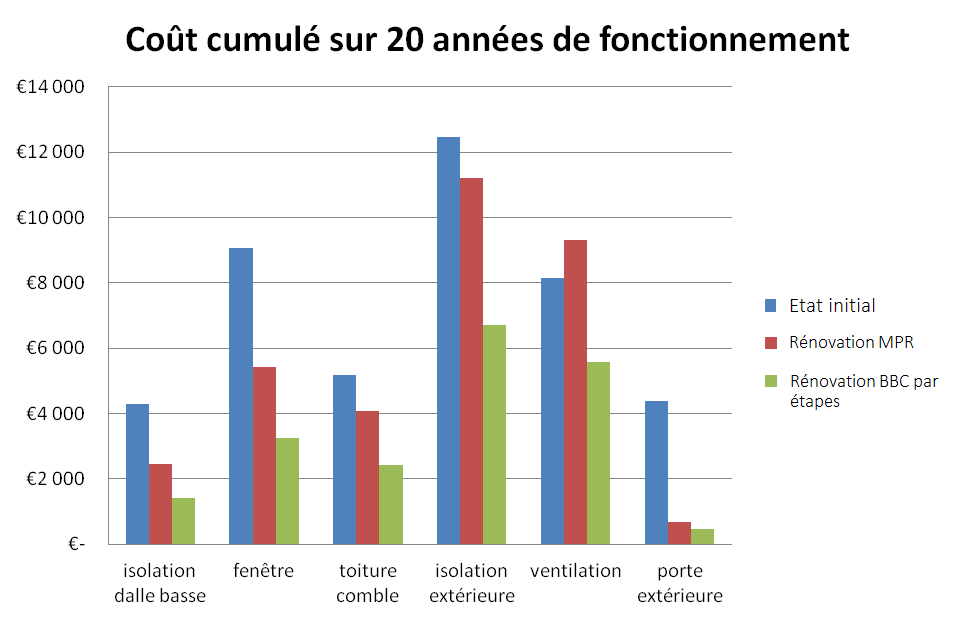 Coût cumulé sur 20 années de fonctionnement
€14 000
€12 000
€10 000
€8 000
€6 000
€4 000
€2 000
€-
isolation
dalle basse
fenêtre
toiture
comble
isolation
extérieure
ventilation
porte
extérieure
Etat initial
Rénovation MPR
Rénovation BBC par
étapes